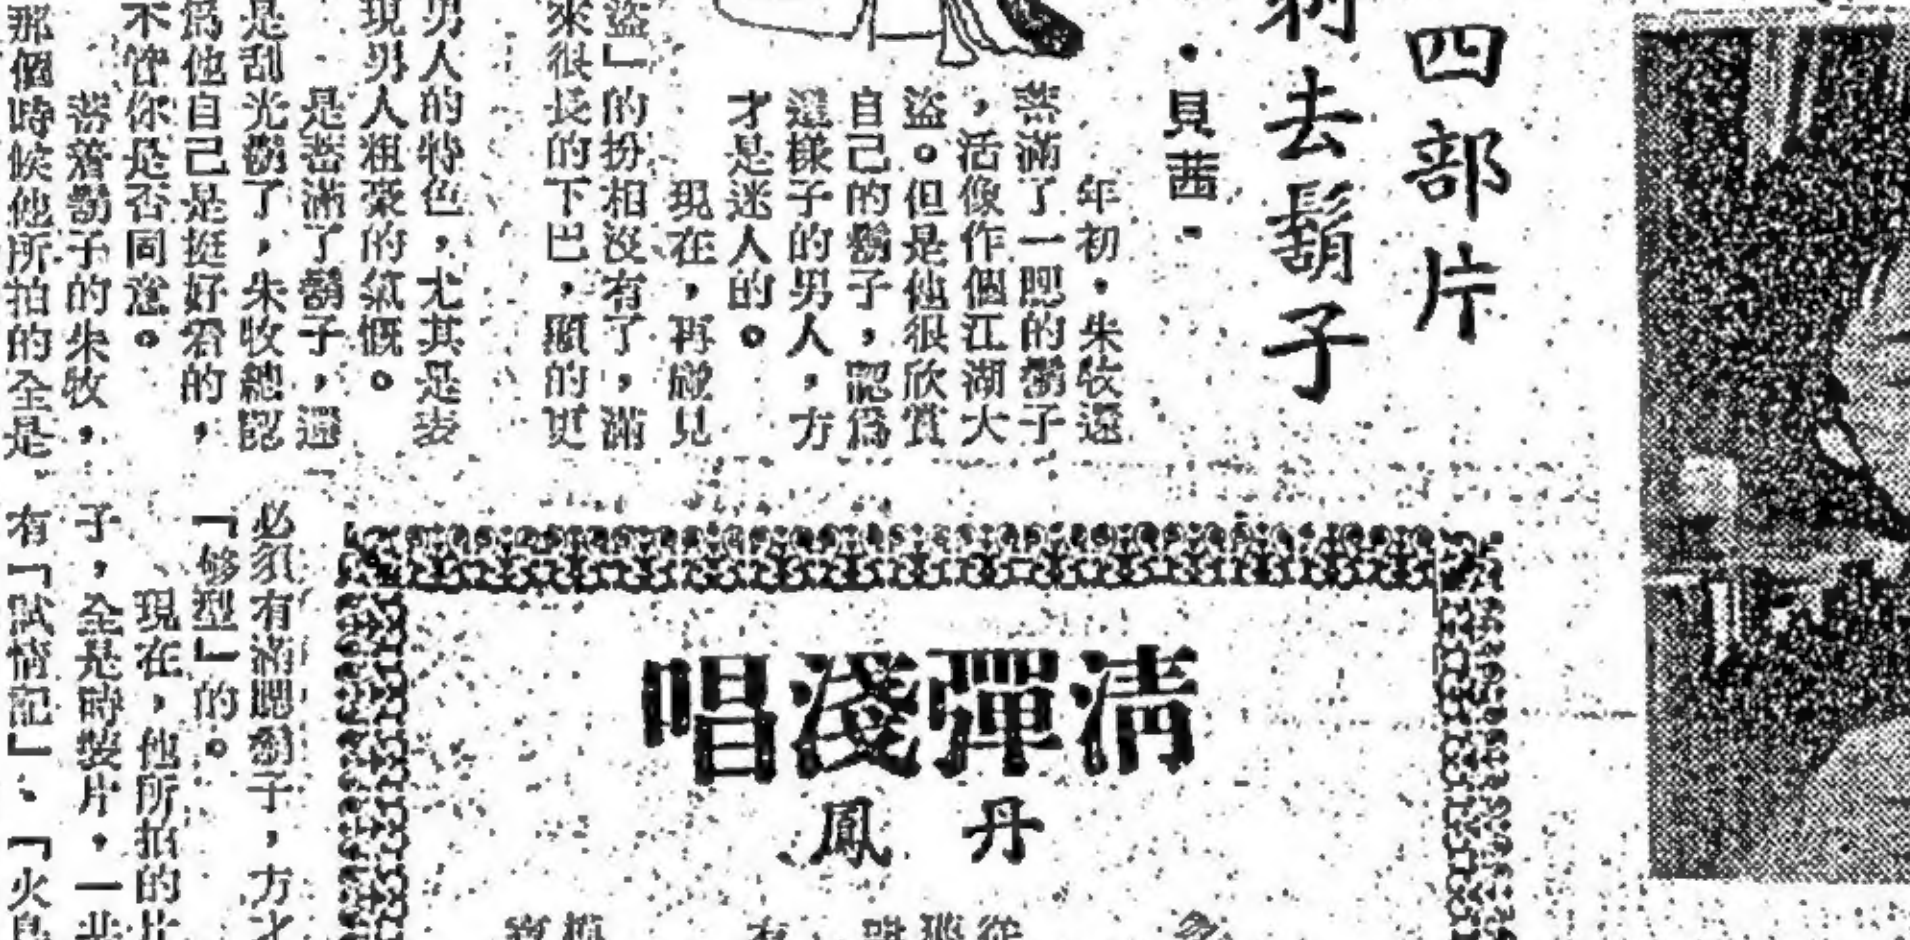 四部片
去鬍子
・貝茜・
年初,朱牧還
蓄滿了一腮的鬍子
,活像作個江湖大
盜。但是他很欣賞
自己的鬍子,認爲
這樣子的男人,方
才是迷人的。
現在,再碰見
盜」的扮相沒有了,滿
來很長的下巴,顯的更
男人的特色,尤其是表
現男人粗豪的氣慨。
是蓄滿了鬍子,還
是刮光鬍了,朱牧總認
爲他自己是挺好看的,
不管你是否同意。
蓄着鬍子的朱牧,
那個時候他所拍的全是
必須有滿腮鬍子,方才
「够型」的。
現在,他所拍的片
子,全是時裝片,一
有「試情記」、「火鳥
清彈淺唱
丹鳳